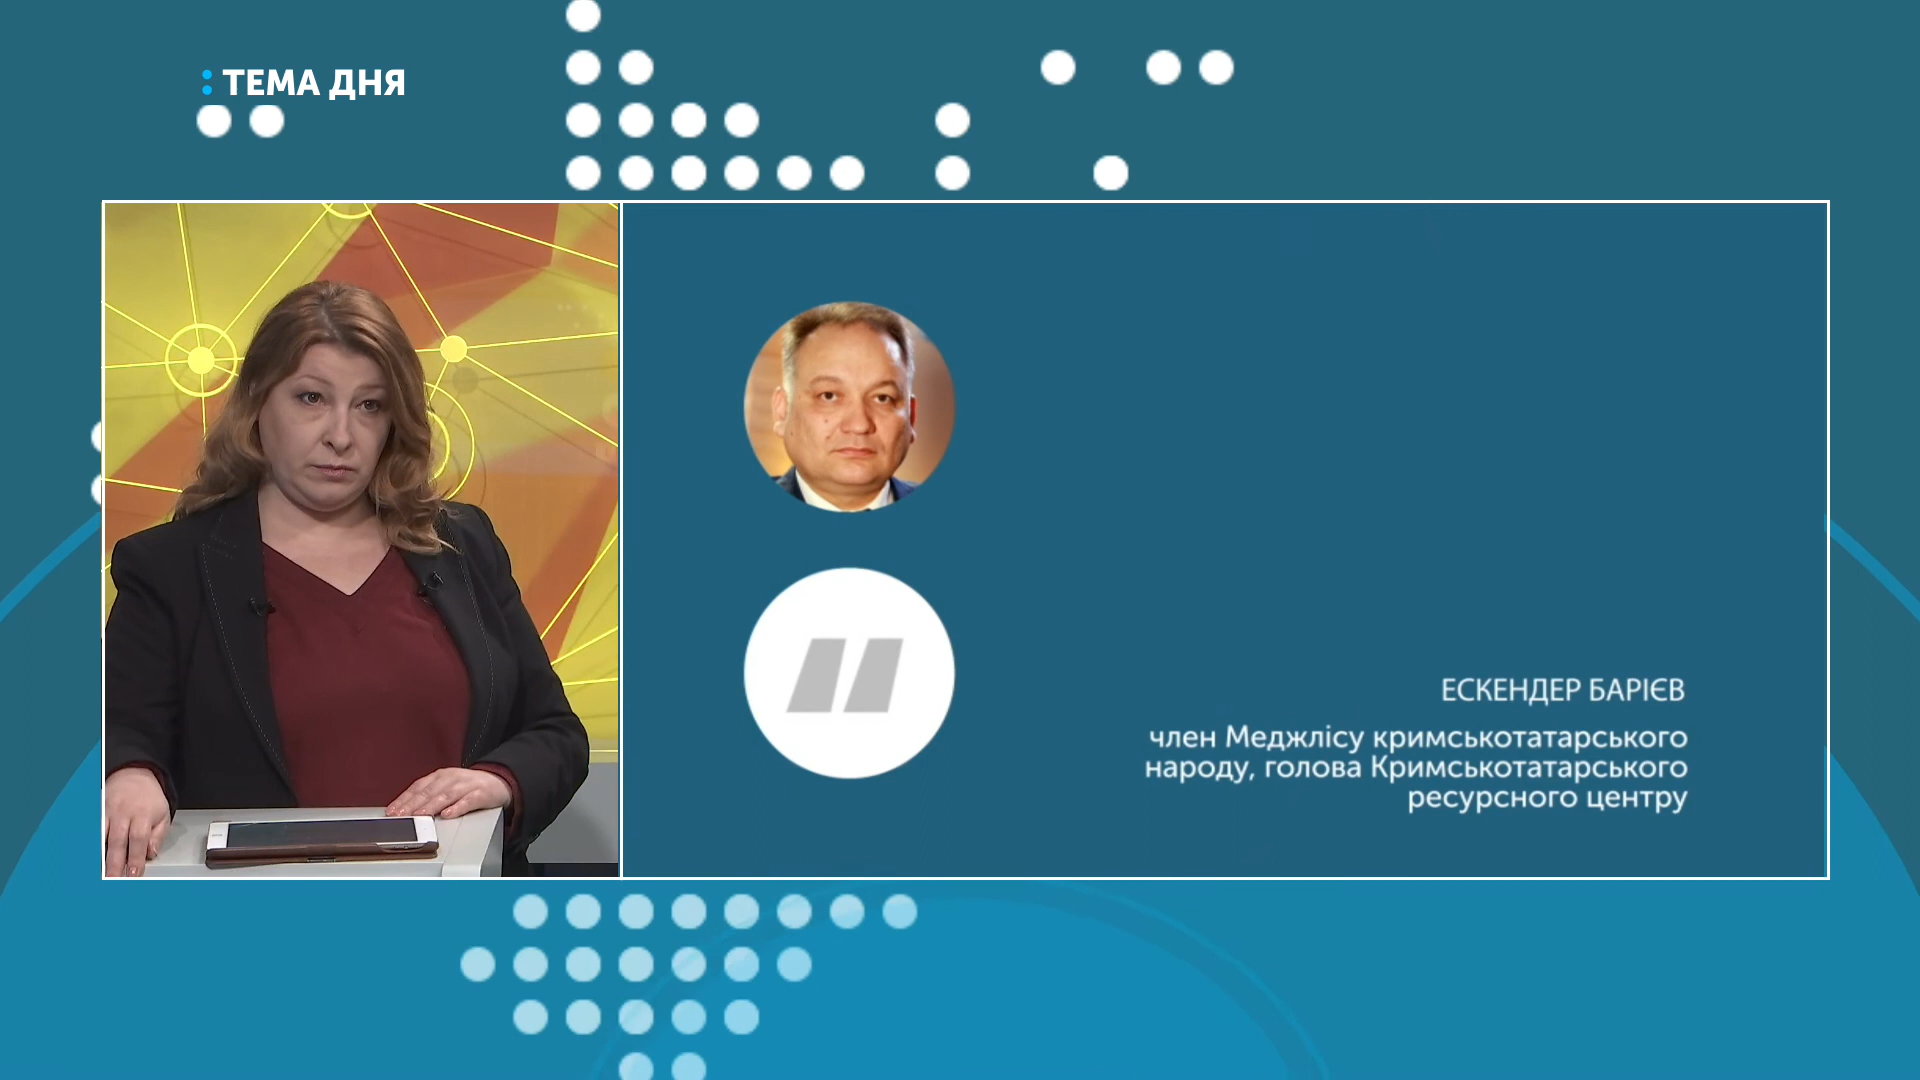 : ТЕМА ДНЯ
ЕСКЕНДЕР БАРІЄВ
член Меджлісу кримськотатарського
народу, голова Кримськотатарського
ресурсного центру